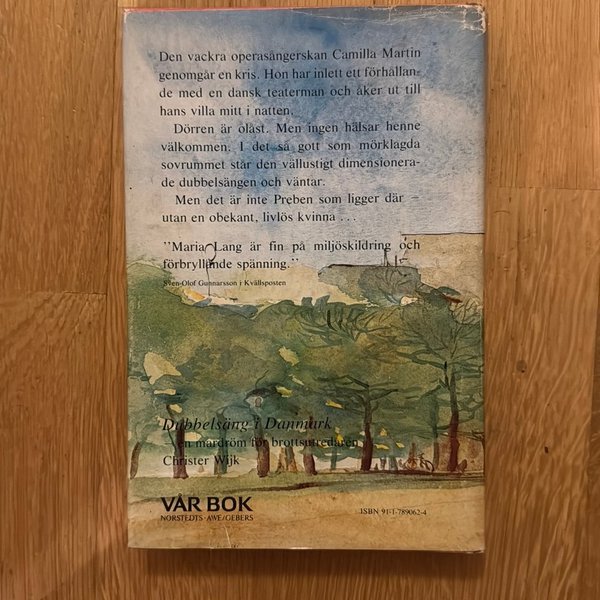 Den vackra operasångerskan Camilla Martin
genomgår en kris. Hon har inlett ett förhållan-
de med en dansk teaterman och åker ut till
hans villa mitt i natten.
Dörren är olåst. Men ingen hälsar henne
välkommen. I det så gott som mörklagda
sovrummet står den vällustigt dimensionera-
de dubbelsängen och väntar.
Men det är inte Preben som ligger där –
utan en obekant, livlös kvinna . . .
"Maria Lang är fin på miljöskildring och
förbryllande spänning."
Sven-Olof Gunnarsson i Kvällsposten
Dubbelsäng i Danmark
– en mardröm för brottsutredaren
Christer Wijk
VÅR BOK
NORSTEDTS · AWE/GEBERS
ISBN 91-1-789062-4